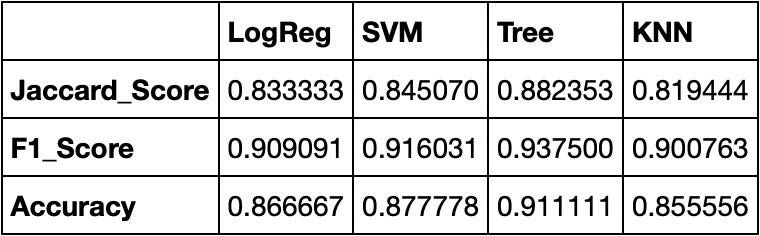 LogReg SVM Tree KNN
Jaccard_Score 0.833333 0.845070 0.882353 0.819444
F1_Score 0.909091 0.916031 0.937500 0.900763
Accuracy 0.866667 0.877778 0.911111 0.855556